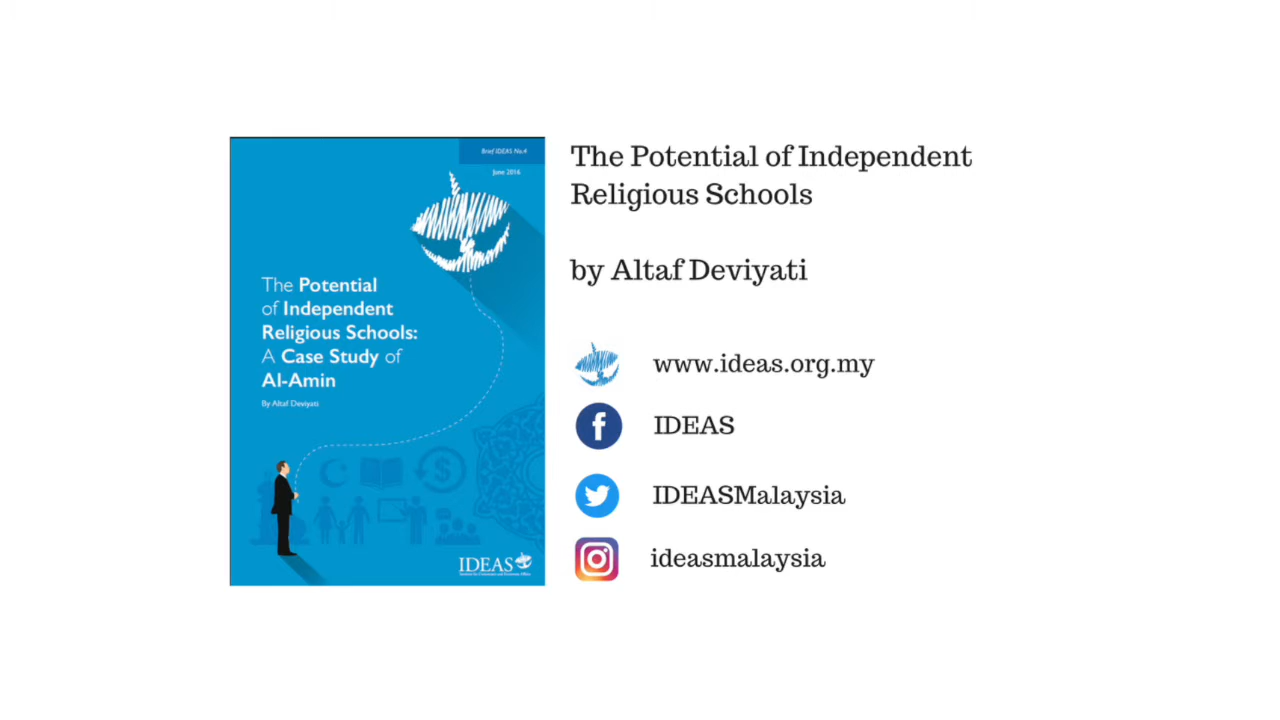 Brief IDEAS No.4
June 2016
The Potential
of Independent
Religious Schools:
A Case Study of
Al-Amin
By Altaf Deviyati
IDEAS
The Potential of Independent
Religious Schools
by Altaf Deviyati
www.ideas.org.my
IDEAS
IDEASMalaysia
ideasmalaysia